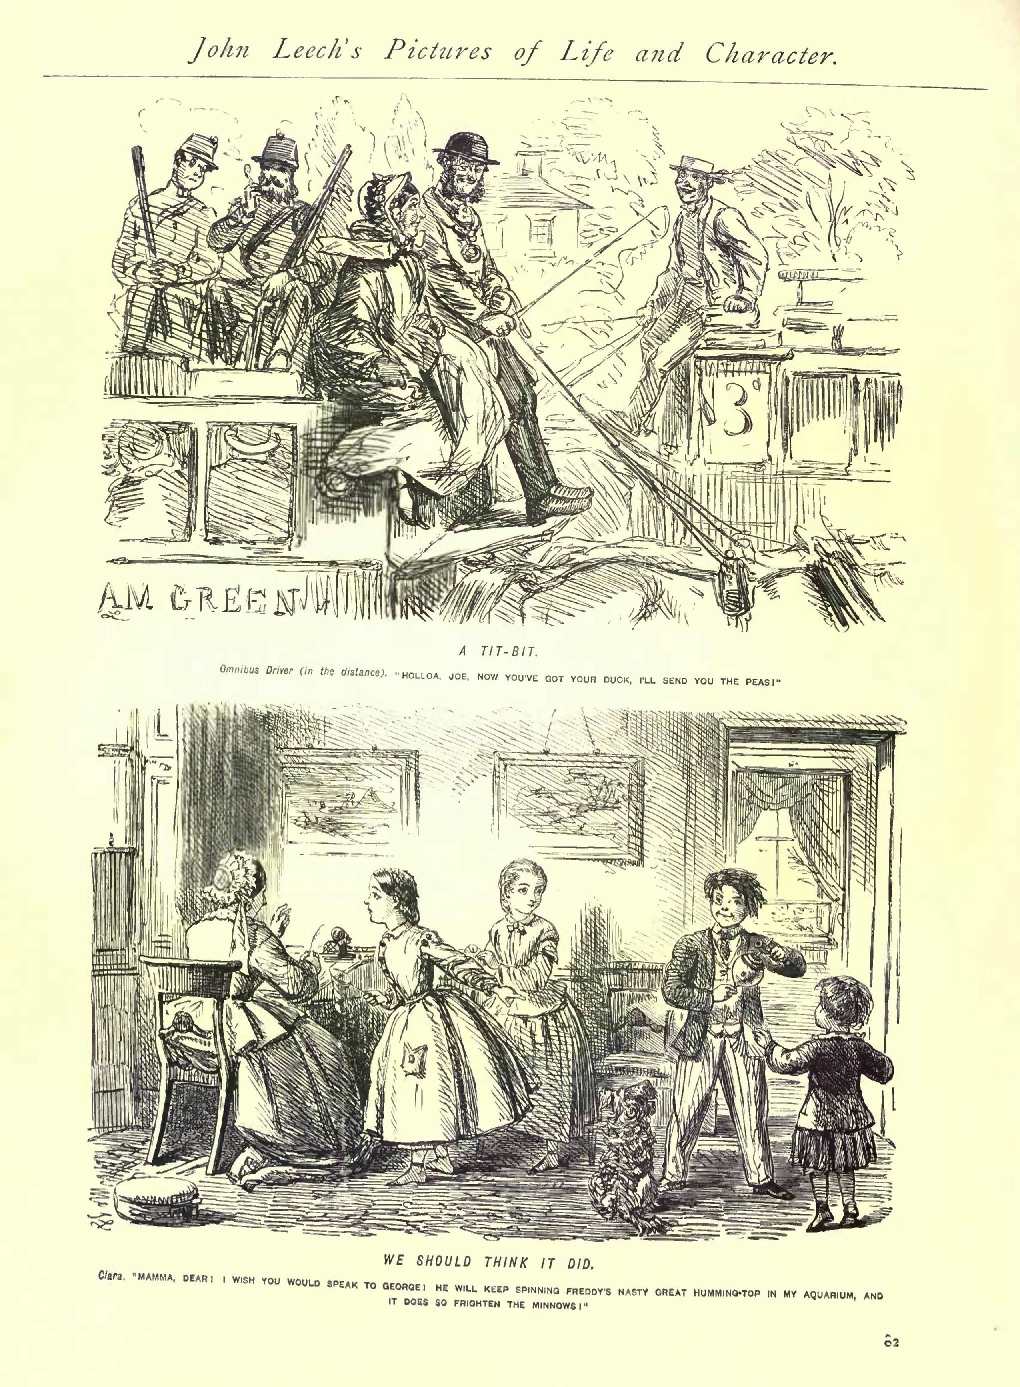 John Leech's Pictures of Life and Character.
3D
AM GREEN
A TIT-BIT.
Omnibus Driver (in the distance). "HOLLOA, JOE, NOW YOU'VE GOT YOUR DUCK, I'LL SEND YOU THE PEAS!"
WE SHOULD THINK IT DID.
Clara. "MAMMA, DEAR! I WISH YOU WOULD SPEAK TO GEORGE! HE WILL KEEP SPINNING FREDDY'S NASTY GREAT HUMMING-TOP IN MY AQUARIUM, AND
IT DOES SO FRIGHTEN THE MINNOWS!"